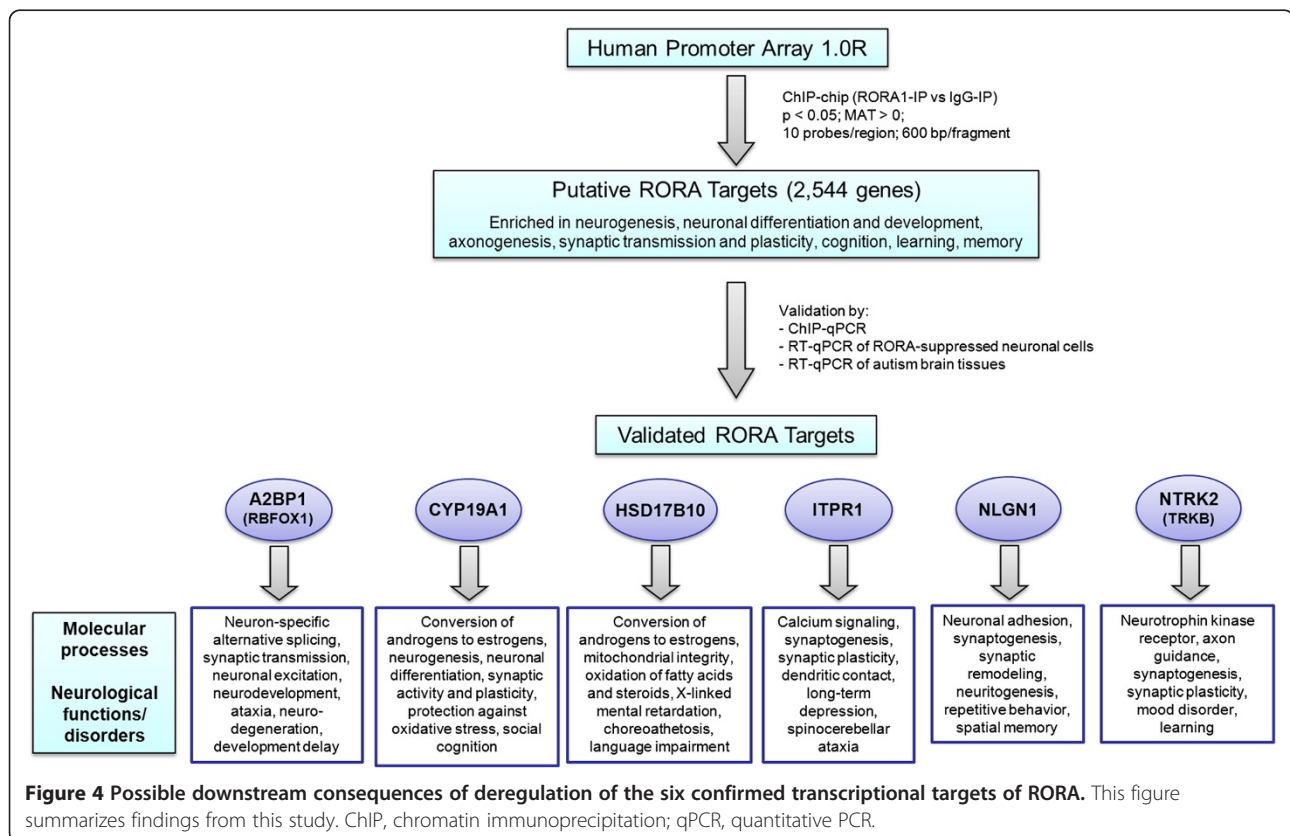 Human Promoter Array 1.0R
ChIP-chip (RORA1-IP vs IgG-IP)
p < 0.05; MAT > 0;
10 probes/region; 600 bp/fragment
Putative RORA Targets (2,544 genes)
Enriched in neurogenesis, neuronal differentiation and development,
axonogenesis, synaptic transmission and plasticity, cognition, learning, memory
Validation by:
- ChIP-qPCR
- RT-qPCR of RORA-suppressed neuronal cells
- RT-qPCR of autism brain tissues
Validated RORA Targets
A2BP1
(RBFOX1)
CYP19A1
HSD17B10
ITPR1
NLGN1
NTRK2
(TRKB)
Molecular
processes
Neurological
functions/
disorders
Neuron-specific
alternative splicing,
synaptic transmission,
neuronal excitation,
neurodevelopment,
ataxia, neuro-
degeneration,
development delay
Conversion of
androgens to estrogens,
neurogenesis, neuronal
differentiation, synaptic
activity and plasticity,
protection against
oxidative stress, social
cognition
Conversion of
androgens to estrogens,
mitochondrial integrity,
oxidation of fatty acids
and steroids, X-linked
mental retardation,
choreoathetosis,
language impairment
Calcium signaling,
synaptogenesis,
synaptic plasticity,
dendritic contact,
long-term
depression,
spinocerebellar
ataxia
Neuronal adhesion,
synaptogenesis,
synaptic
remodeling,
neuritogenesis,
repetitive behavior,
spatial memory
Neurotrophin kinase
receptor, axon
guidance,
synaptogenesis,
synaptic plasticity,
mood disorder,
learning
Figure 4 Possible downstream consequences of deregulation of the six confirmed transcriptional targets of RORA. This figure
summarizes findings from this study. ChIP, chromatin immunoprecipitation; qPCR, quantitative PCR.